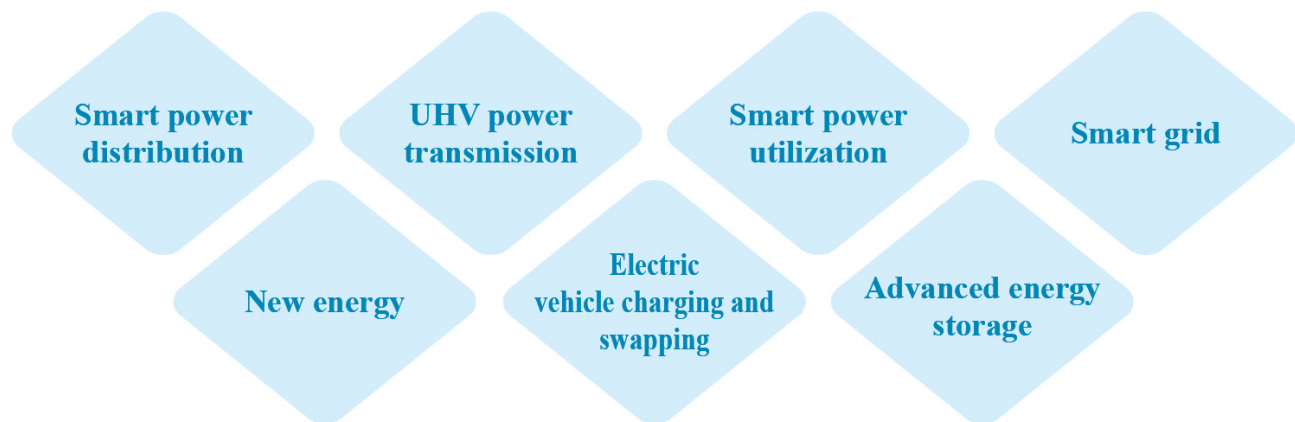 Smart power
distribution
UHV power
transmission
Smart power
utilization
Smart grid
New energy
Electric
vehicle charging and
swapping
Advanced energy
storage